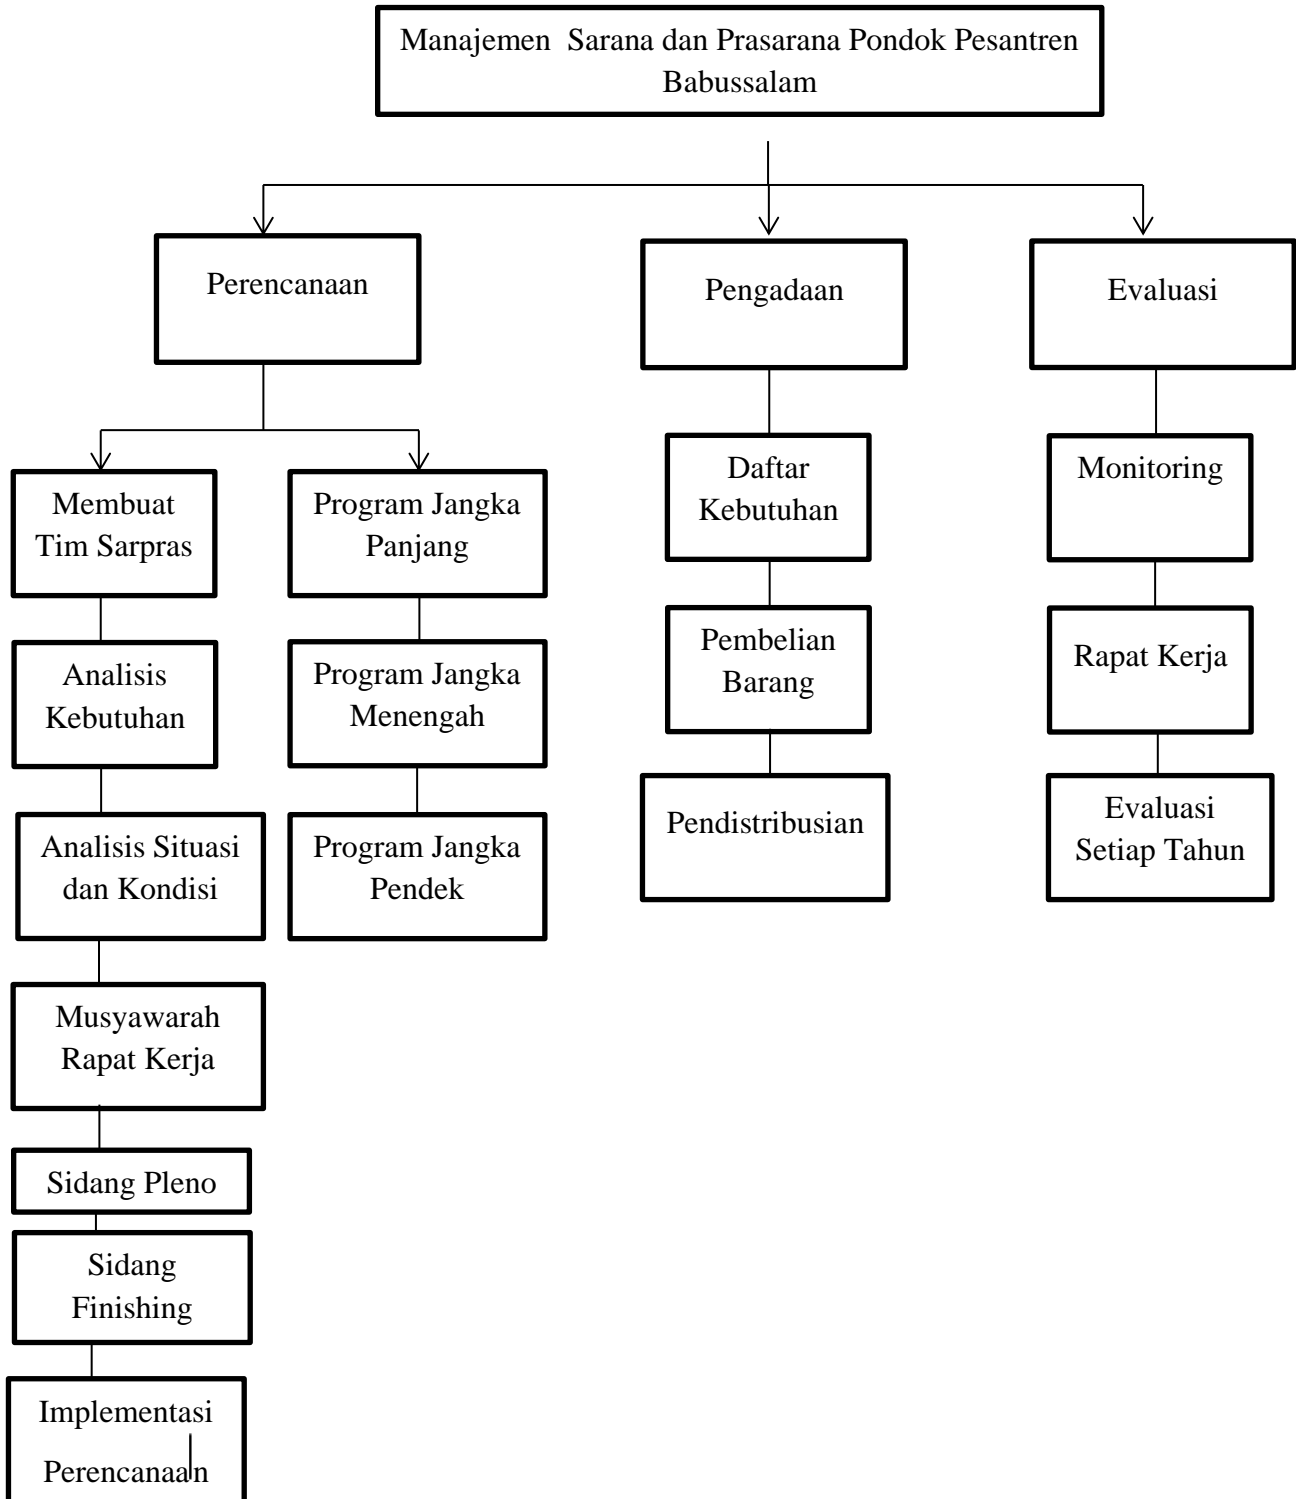 Manajemen  Sarana dan Prasarana Pondok Pesantren
Babussalam
Perencanaan
Pengadaan
Evaluasi
Membuat
Tim Sarpras
Analisis
Kebutuhan
Analisis Situasi
dan Kondisi
Musyawarah
Rapat Kerja
Sidang Pleno
Sidang
Finishing
Implementasi
Perencanaan
Program Jangka
Panjang
Program Jangka
Menengah
Program Jangka
Pendek
Daftar
Kebutuhan
Pembelian
Barang
Pendistribusian
Monitoring
Rapat Kerja
Evaluasi
Setiap Tahun